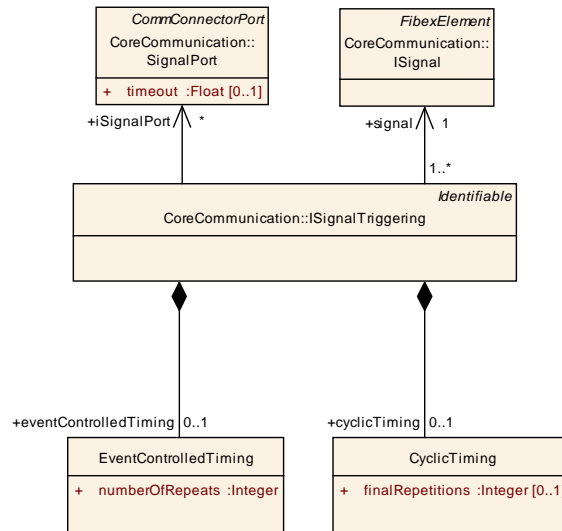 CommConnectorPort
CoreCommunication::
SignalPort
+ timeout :Float [0..1]
FibexElement
CoreCommunication::
ISignal
+iSignalPort *
+signal 1
1..*
Identifiable
CoreCommunication::ISignalTriggering
+eventControlledTiming 0..1
+cyclicTiming 0..1
EventControlledTiming
+ numberOfRepeats :Integer
CyclicTiming
+ finalRepetitions :Integer [0..1